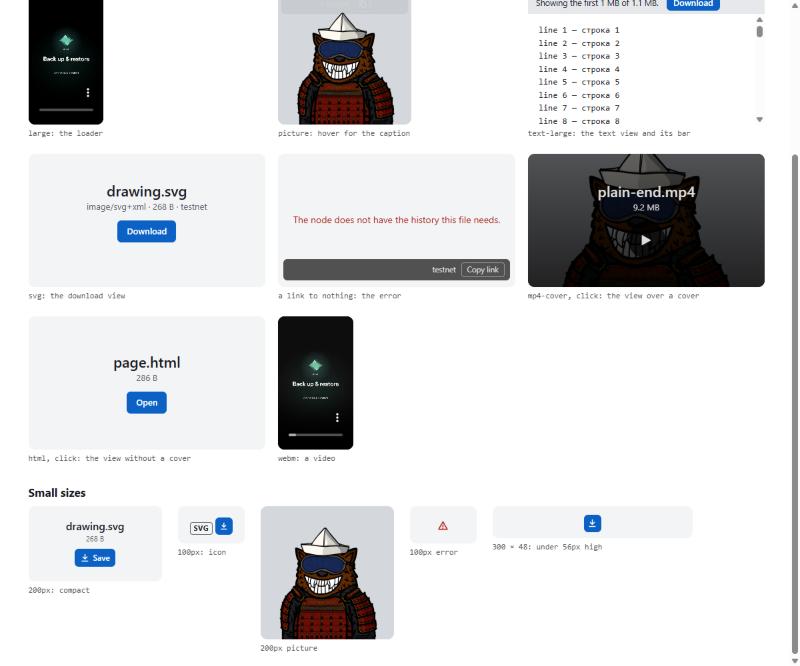 Showing the first 1 MB of 1.1 MB.
Download
Back up & restore
line 1 — строка 1
line 2 — строка 2
line 3 — строка 3
line 4 — строка 4
line 5 — строка 5
line 6 — строка 6
line 7 — строка 7
line 8 — строка 8
large: the loader
picture: hover for the caption
text-large: the text view and its bar
drawing.svg
image/svg+xml · 268 B · testnet
Download
The node does not have the history this file needs.
testnet
Copy link
plain-end.mp4
9.2 MB
svg: the download view
a link to nothing: the error
mp4-cover, click: the view over a cover
page.html
286 B
Open
Back up & restore
html, click: the view without a cover
webm: a video
Small sizes
drawing.svg
268 B
Save
SVG
200px: compact
100px: icon
200px picture
100px error
300 × 48: under 56px high